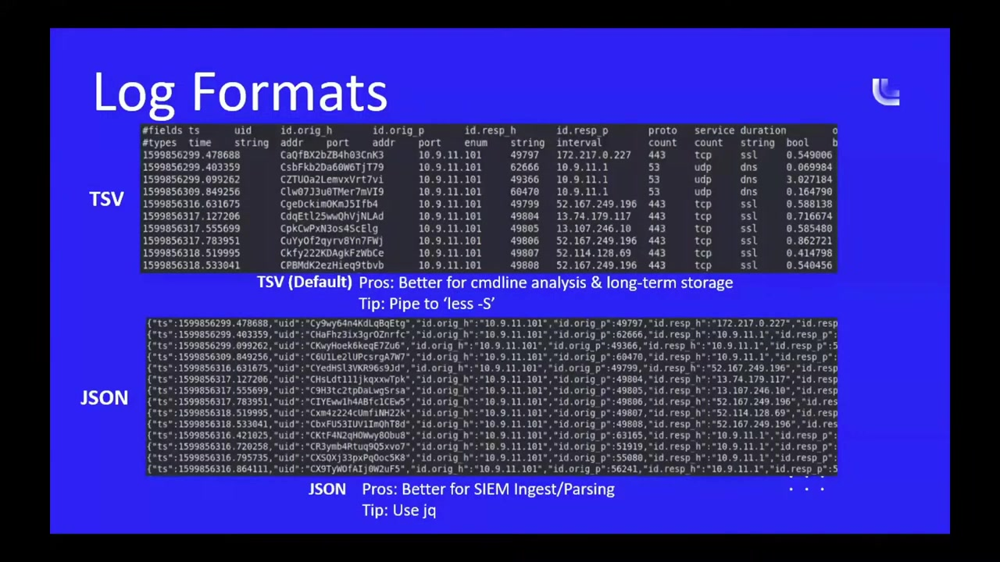 Log Formats
#fields ts uid id.orig_h id.orig_p id.resp_h id.resp_p proto service duration o
#types time string addr port addr port enum string interval count count string bool b
1599856299.478688 CaQfBX2bZB4h03CnK3 10.9.11.101 49797 172.217.0.227 443 tcp ssl 0.549006
1599856299.403359 CsbFkb2Da60W6TjT79 10.9.11.101 62666 10.9.11.1 53 udp dns 0.069984
1599856299.099262 CZTUOa2LemvxVrt7vi 10.9.11.101 49366 10.9.11.1 53 udp dns 3.027184
1599856309.849256 Clw07J3u0TMer7mVI9 10.9.11.101 60470 10.9.11.1 53 udp dns 0.164790
TSV
1599856316.631675 CgeDckimOKmJ5Ifb4 10.9.11.101 49799 52.167.249.196 443 tcp ssl 0.588138
1599856317.127206 CdqEtl25wwQhVjNLAd 10.9.11.101 49804 13.74.179.117 443 tcp ssl 0.716674
1599856317.555699 CpkCwPxN3os4ScElg 10.9.11.101 49805 13.107.246.10 443 tcp ssl 0.585480
1599856317.783951 CuYyOf2qyrv8Yn7FWj 10.9.11.101 49806 52.167.249.196 443 tcp ssl 0.862721
1599856318.519995 Ckfy222KDAgkFzWbCe 10.9.11.101 49807 52.114.128.69 443 tcp ssl 0.414798
1599856318.533041 CPBMdK2ezHieq9tbvb 10.9.11.101 49808 52.167.249.196 443 tcp ssl 0.540456
TSV (Default) Pros: Better for cmdline analysis & long-term storage
Tip: Pipe to ‘less -S’
{"ts":1599856299.478688,"uid":"Cy9wy64n4KdLqBqEtg","id.orig_h":"10.9.11.101","id.orig_p":49797,"id.resp_h":"172.217.0.227","id.resp
{"ts":1599856299.403359,"uid":"CHaFhz3ix3grOZnrfc","id.orig_h":"10.9.11.101","id.orig_p":62666,"id.resp_h":"10.9.11.1","id.resp_p":
{"ts":1599856299.099262,"uid":"CKwyHoek6keqE7Zu6","id.orig_h":"10.9.11.101","id.orig_p":49366,"id.resp_h":"10.9.11.1","id.resp_p":5
{"ts":1599856309.849256,"uid":"C6U1Le2lUPcsrgA7W7","id.orig_h":"10.9.11.101","id.orig_p":60470,"id.resp_h":"10.9.11.1","id.resp_p":
{"ts":1599856316.631675,"uid":"CYedHSl3VKR96s9Jd","id.orig_h":"10.9.11.101","id.orig_p":49799,"id.resp_h":"52.167.249.196","id.res
{"ts":1599856317.127206,"uid":"CHsLdt111jkqxxwTpk","id.orig_h":"10.9.11.101","id.orig_p":49804,"id.resp_h":"13.74.179.117","id.resp
JSON
{"ts":1599856317.555699,"uid":"C9H3tc2tpDaLwgSrsa","id.orig_h":"10.9.11.101","id.orig_p":49805,"id.resp_h":"13.107.246.10","id.resp
{"ts":1599856317.783951,"uid":"CIYEww1h4ABfc1CEw5","id.orig_h":"10.9.11.101","id.orig_p":49806,"id.resp_h":"52.167.249.196","id.res
{"ts":1599856318.519995,"uid":"Cxm4z224cUmfiNH22k","id.orig_h":"10.9.11.101","id.orig_p":49807,"id.resp_h":"52.114.128.69","id.resp
{"ts":1599856318.533041,"uid":"CbxFU53IUV1ImQhT8d","id.orig_h":"10.9.11.101","id.orig_p":49808,"id.resp_h":"52.167.249.196","id.res
{"ts":1599856316.421025,"uid":"CKtF4N2qHOWwy8Obu8","id.orig_h":"10.9.11.101","id.orig_p":63165,"id.resp_h":"10.9.11.1","id.resp_p":
{"ts":1599856316.720258,"uid":"CR3ymb4Rtuq9Q5xvo7","id.orig_h":"10.9.11.101","id.orig_p":51919,"id.resp_h":"10.9.11.1","id.resp_p":
{"ts":1599856316.795735,"uid":"CXSQXj33pxPqOoc5K8","id.orig_h":"10.9.11.101","id.orig_p":55080,"id.resp_h":"10.9.11.1","id.resp_p":
{"ts":1599856316.864111,"uid":"CX9TyWOfAIj0W2uF5","id.orig_h":"10.9.11.101","id.orig_p":56241,"id.resp_h":"10.9.11.1","id.resp_p":5
JSON Pros: Better for SIEM Ingest/Parsing
Tip: Use jq